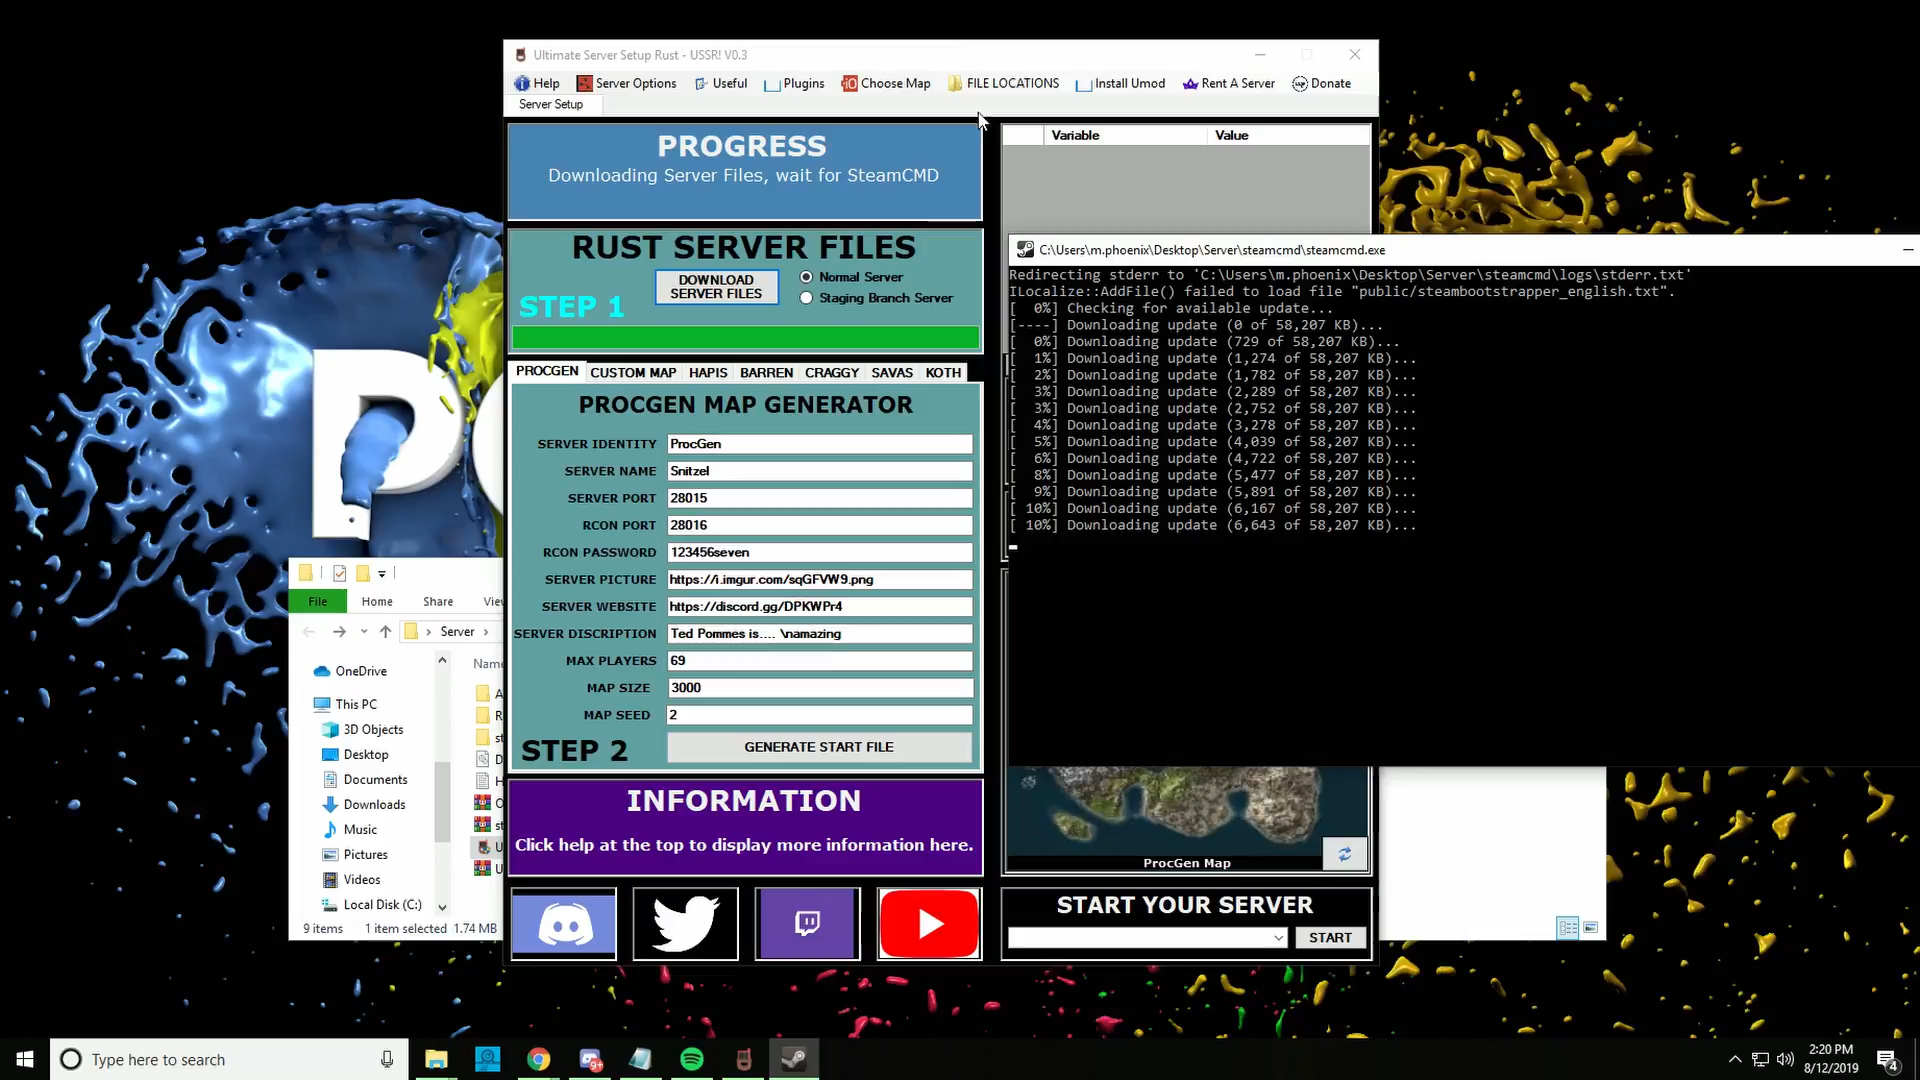 Ultimate Server Setup Rust - USSR! V0.3
Help Server Options Useful Plugins Choose Map FILE LOCATIONS Install Umod Rent A Server Donate
Server Setup
PROGRESS
Downloading Server Files, wait for SteamCMD
RUST SERVER FILES
DOWNLOAD
SERVER FILES
Normal Server
Staging Branch Server
STEP 1
PROCGEN CUSTOM MAP HAPIS BARREN CRAGGY SAVAS KOTH
PROCGEN MAP GENERATOR
SERVER IDENTITY ProcGen
SERVER NAME Snitzel
SERVER PORT 28015
RCON PORT 28016
RCON PASSWORD 123456seven
SERVER PICTURE https://i.imgur.com/sqGFVW9.png
SERVER WEBSITE https://discord.gg/DPKWPr4
SERVER DISCRIPTION Ted Pommes is.... \namazing
MAX PLAYERS 69
MAP SIZE 3000
MAP SEED 2
STEP 2
GENERATE START FILE
INFORMATION
Click help at the top to display more information here.
Variable Value
C:\Users\m.phoenix\Desktop\Server\steamcmd\steamcmd.exe
Redirecting stderr to 'C:\Users\m.phoenix\Desktop\Server\steamcmd\logs\stderr.txt'
ILocalize::AddFile() failed to load file "public/steambootstrapper_english.txt".
[  0%] Checking for available update...
[----] Downloading update (0 of 58,207 KB)...
[  0%] Downloading update (729 of 58,207 KB)...
[  1%] Downloading update (1,274 of 58,207 KB)...
[  2%] Downloading update (1,782 of 58,207 KB)...
[  3%] Downloading update (2,289 of 58,207 KB)...
[  3%] Downloading update (2,752 of 58,207 KB)...
[  4%] Downloading update (3,278 of 58,207 KB)...
[  5%] Downloading update (4,039 of 58,207 KB)...
[  6%] Downloading update (4,722 of 58,207 KB)...
[  8%] Downloading update (5,477 of 58,207 KB)...
[  9%] Downloading update (5,891 of 58,207 KB)...
[ 10%] Downloading update (6,167 of 58,207 KB)...
[ 10%] Downloading update (6,643 of 58,207 KB)...
ProcGen Map
START YOUR SERVER
START
File Home Share
Server
OneDrive
This PC
3D Objects
Desktop
Documents
Downloads
Music
Pictures
Videos
Local Disk (C:)
9 items 1 item selected 1.74 MB
Type here to search
9+
2:20 PM
8/12/2019
4